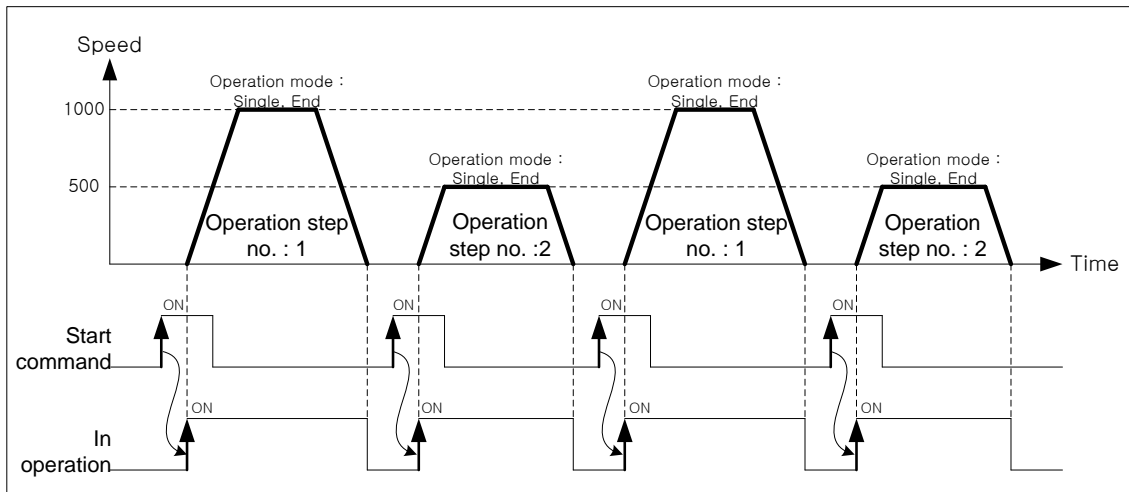 Speed
Operation mode :
Single, End
Operation mode :
Single, End
1000
Operation mode :
Single, End
Operation mode :
Single, End
500
Operation step
no. : 1
Operation
step no. :2
Operation step
no. : 1
Operation
step no. : 2
Time
ON
ON
ON
ON
Start
command
ON
ON
ON
ON
In
operation